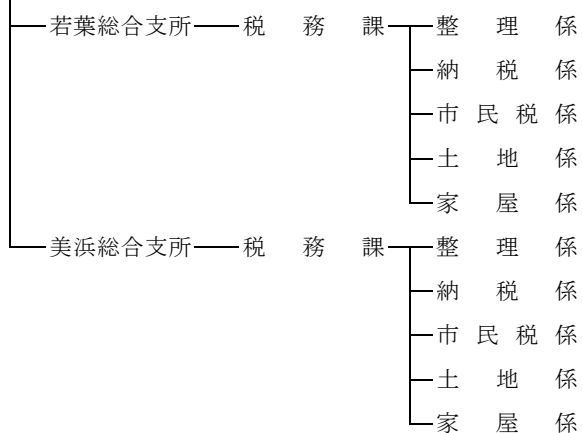 若葉総合支所 税務課 整理係
納税係
市民税係
土地係
家屋係
美浜総合支所 税務課 整理係
納税係
市民税係
土地係
家屋係